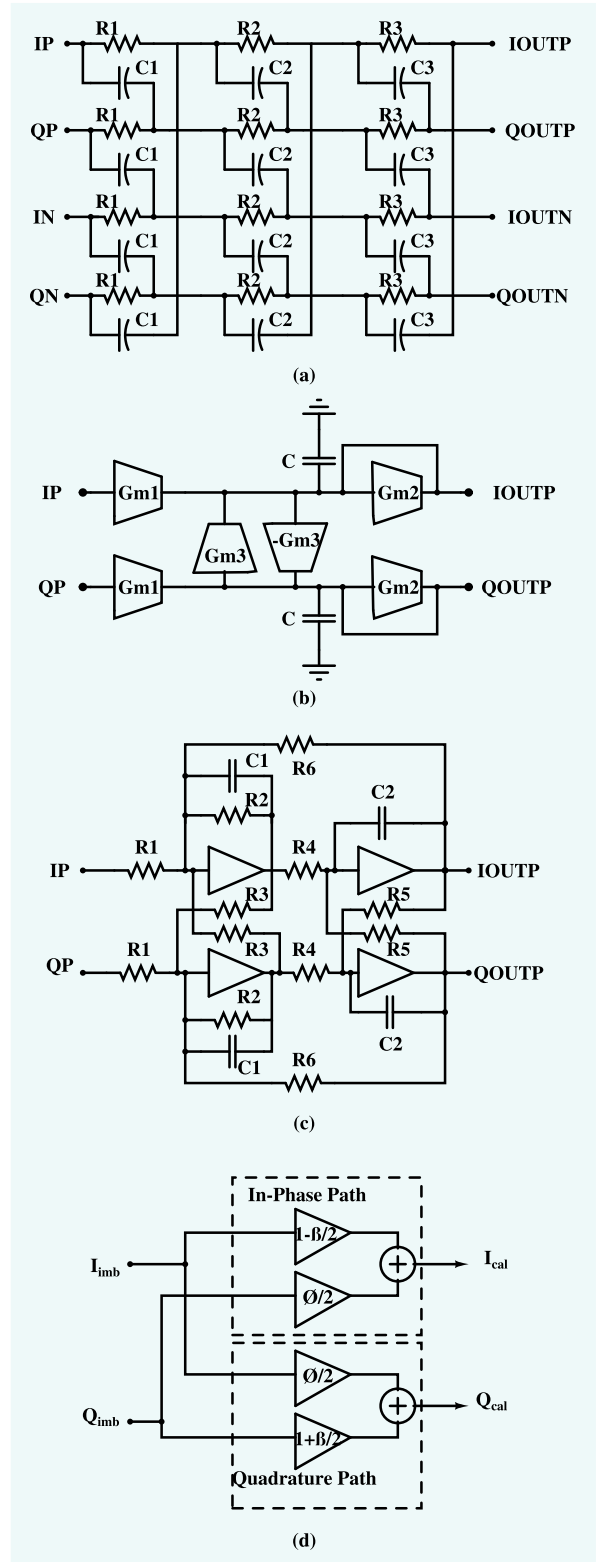 R1 R2 R3
IP IOUTP
C1 C2 C3
R1 R2 R3
QP QOUTP
C1 C2 C3
R1 R2 R3
IN IOUTN
C1 C2 C3
R1 R2 R3
QN QOUTN
C1 C2 C3
(a)
C
IP Gm1 Gm2 IOUTP
Gm3 -Gm3
QP Gm1 Gm2 QOUTP
C
(b)
R6
C1
R2 C2
R1 R4
IP IOUTP
R3 R5
R1 R3 R4 R5
QP QOUTP
R2
C2
C1 R6
(c)
In-Phase Path
1-ß/2
Iimb + Ical
Ø/2
Ø/2
Qimb + Qcal
1+ß/2
Quadrature Path
(d)